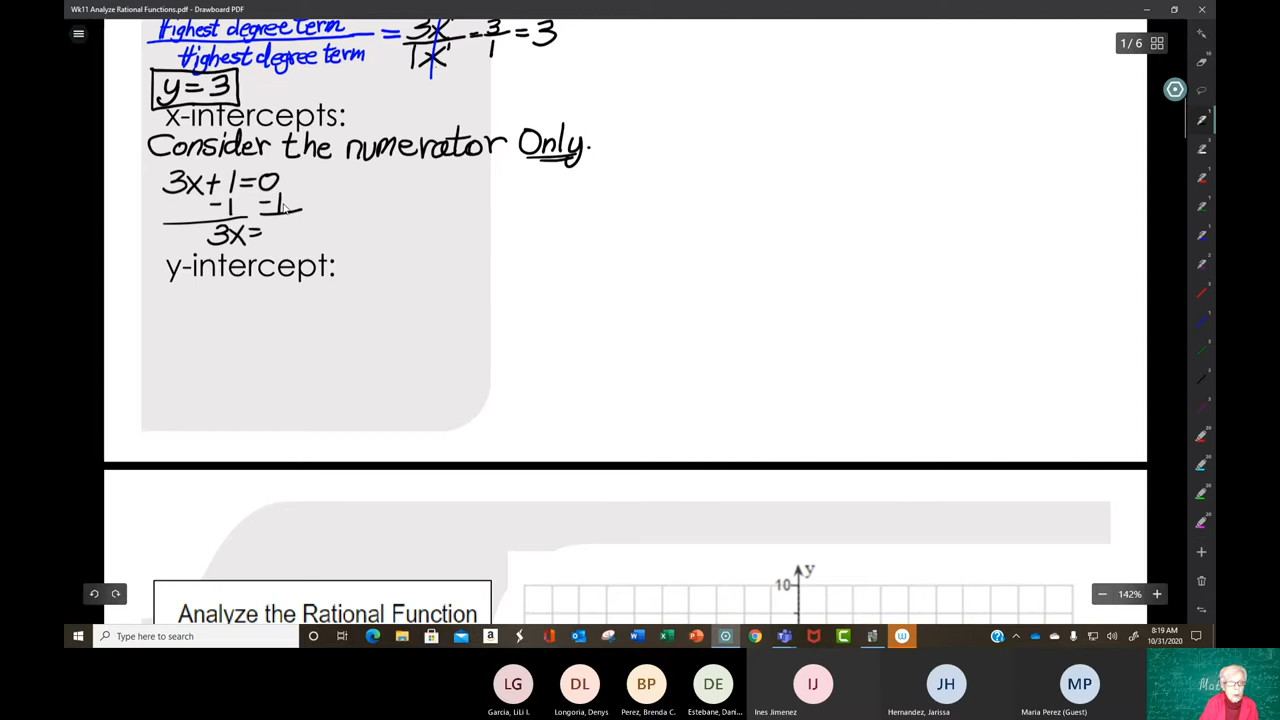 Wk11 Analyze Rational Functions.pdf - Drawboard PDF
Highest degree term
Highest degree term
= 3x¹ / 1x¹ = 3 / 1 = 3
1 / 6
y = 3
x-intercepts:
Consider the numerator Only.
3x + 1 = 0
-1 -1
3x =
y-intercept:
y
10
142%
Analyze the Rational Function
Type here to search
8:19 AM
10/31/2020
LG
DL
BP
DE
IJ
JH
MP
Garcia, LiLi I.
Longoria, Denys
Perez, Brenda C.
Estebane, Dani...
Ines Jimenez
Hernandez, Jarissa
Maria Perez (Guest)